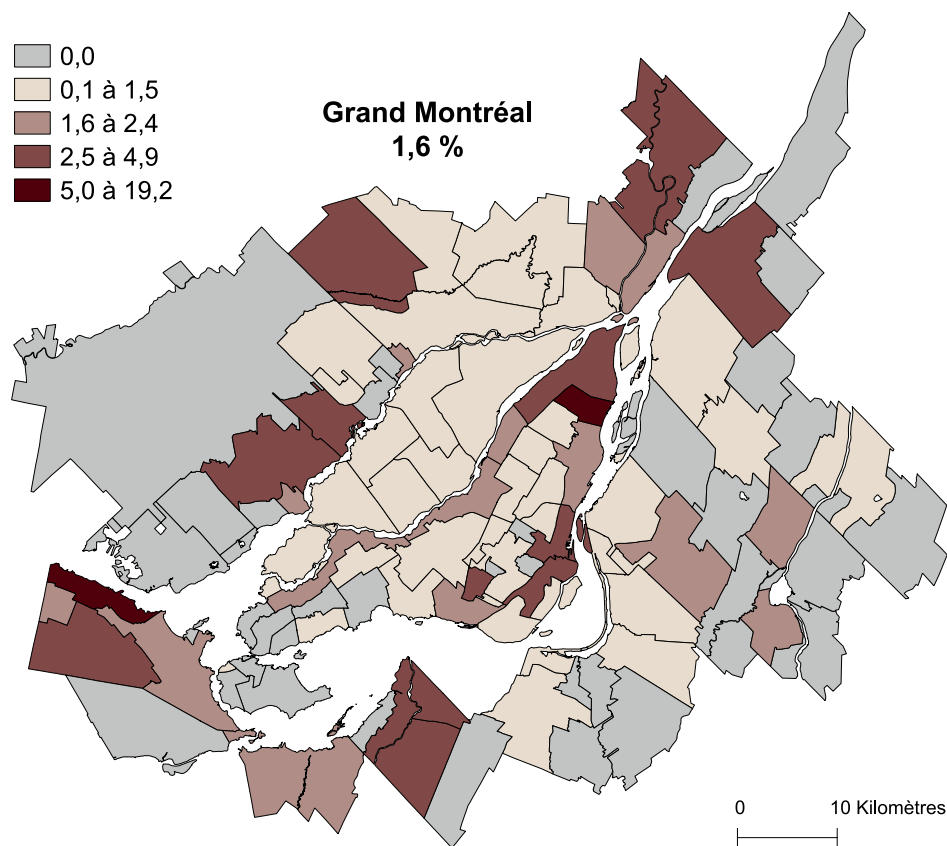 0,0
0,1 à 1,5
1,6 à 2,4
2,5 à 4,9
5,0 à 19,2
Grand Montréal
1,6 %
0 10 Kilomètres